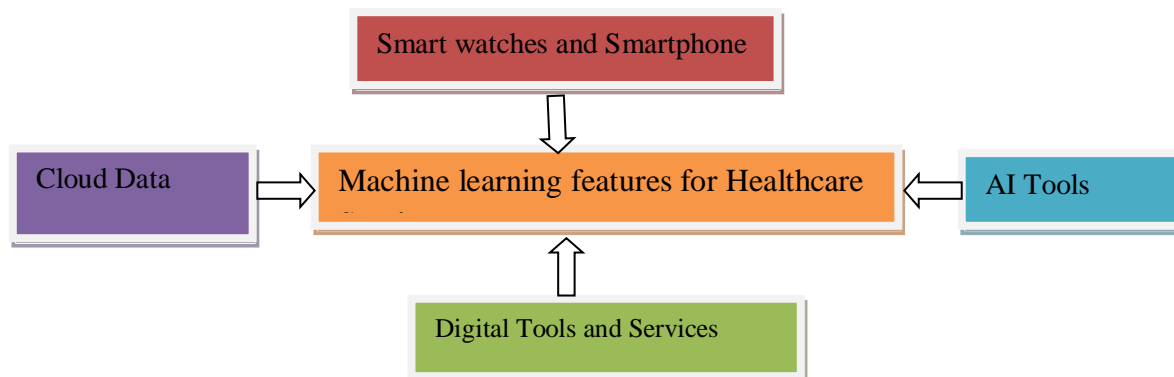 Smart watches and Smartphone
Cloud Data
Machine learning features for Healthcare
AI Tools
Digital Tools and Services